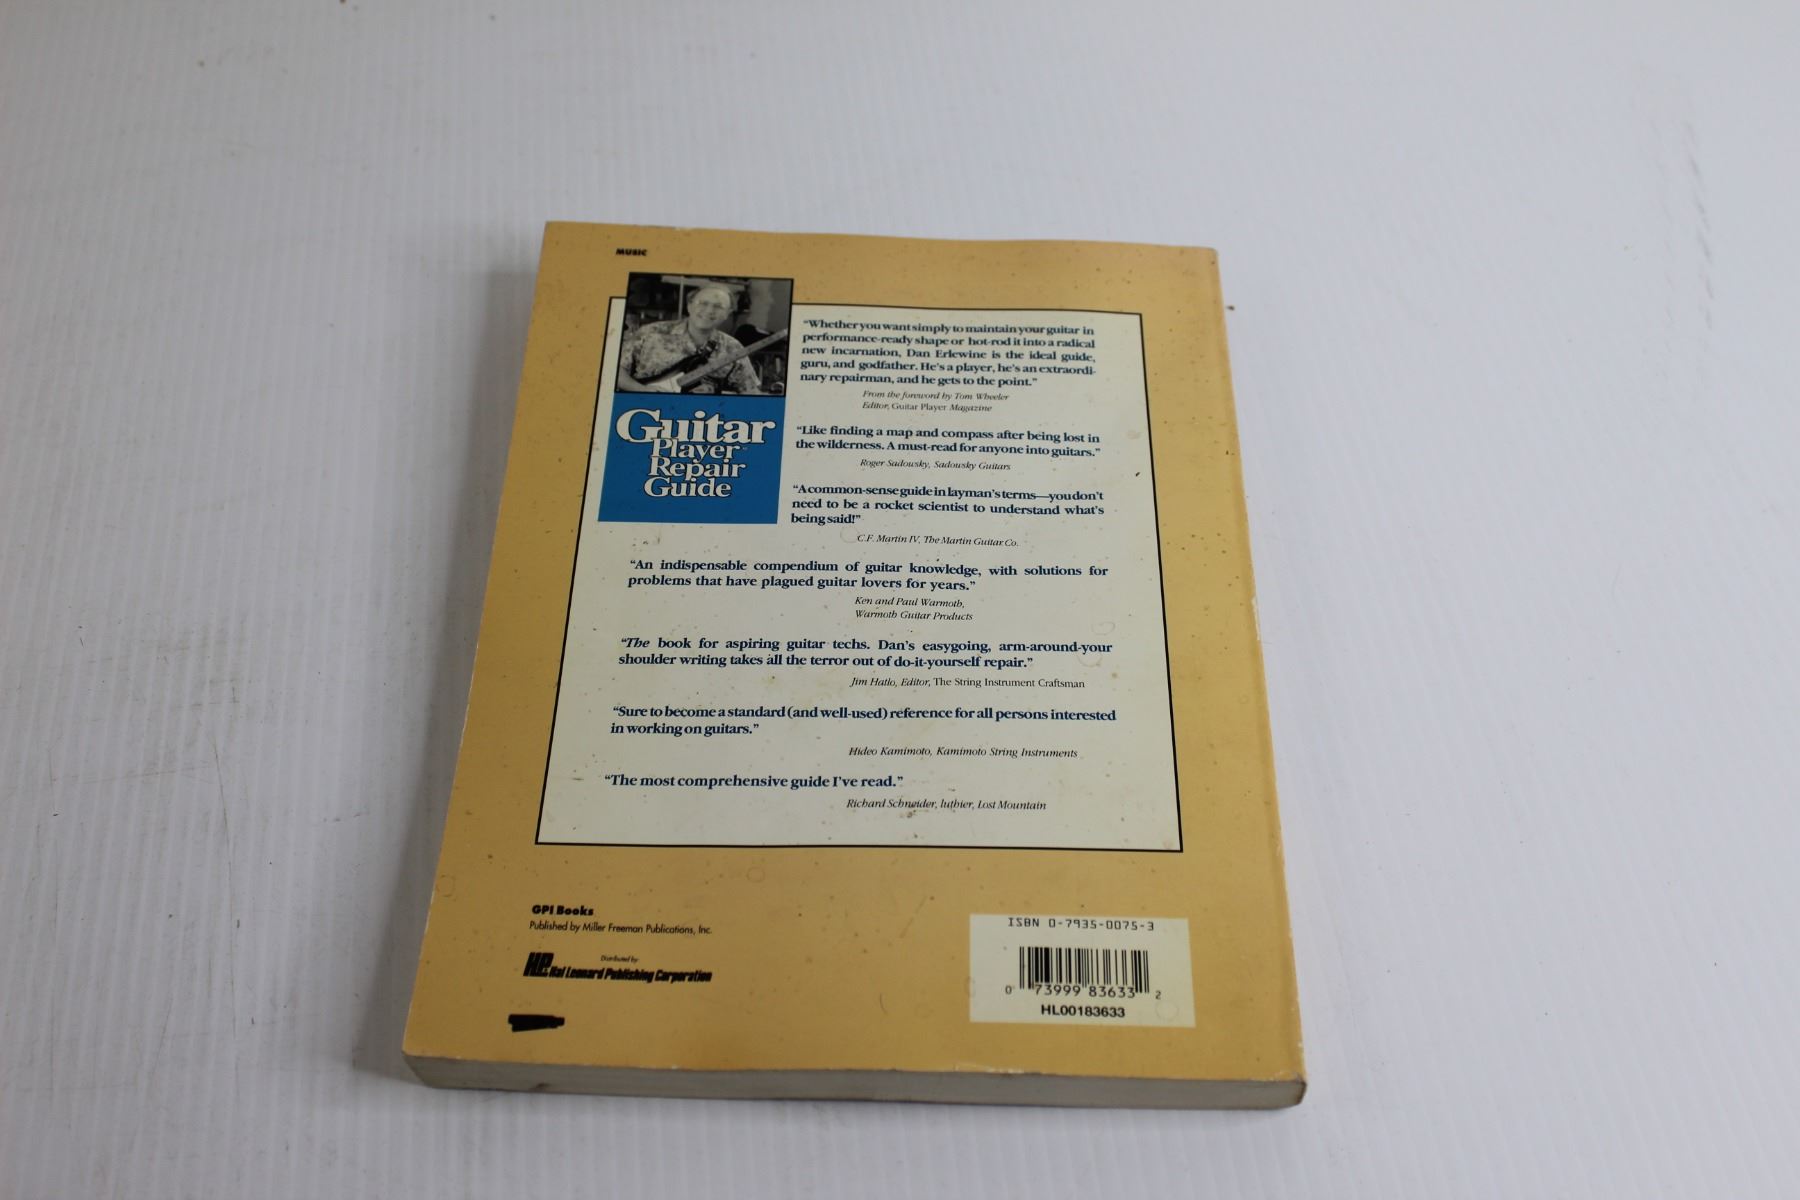 MUSIC
Guitar
Player™
Repair
Guide
“Whether you want simply to maintain your guitar in
performance-ready shape or hot-rod it into a radical
new incarnation, Dan Erlewine is the ideal guide,
guru, and godfather. He's a player, he's an extraordi-
nary repairman, and he gets to the point.”
From the foreword by Tom Wheeler
Editor, Guitar Player Magazine
“Like finding a map and compass after being lost in
the wilderness. A must-read for anyone into guitars.”
Roger Sadowsky, Sadowsky Guitars
“A common-sense guide in layman's terms—you don't
need to be a rocket scientist to understand what's
being said!”
C.F. Martin IV, The Martin Guitar Co.
“An indispensable compendium of guitar knowledge, with solutions for
problems that have plagued guitar lovers for years.”
Ken and Paul Warmoth,
Warmoth Guitar Products
“The book for aspiring guitar techs. Dan's easygoing, arm-around-your
shoulder writing takes all the terror out of do-it-yourself repair.”
Jim Hatlo, Editor, The String Instrument Craftsman
“Sure to become a standard (and well-used) reference for all persons interested
in working on guitars.”
Hideo Kamimoto, Kamimoto String Instruments
“The most comprehensive guide I've read.”
Richard Schneider, luthier, Lost Mountain
GPI Books
Published by Miller Freeman Publications, Inc.
Distributed by
Hal Leonard Publishing Corporation
ISBN 0-7935-0075-3
0 73999 83633 2
HL00183633